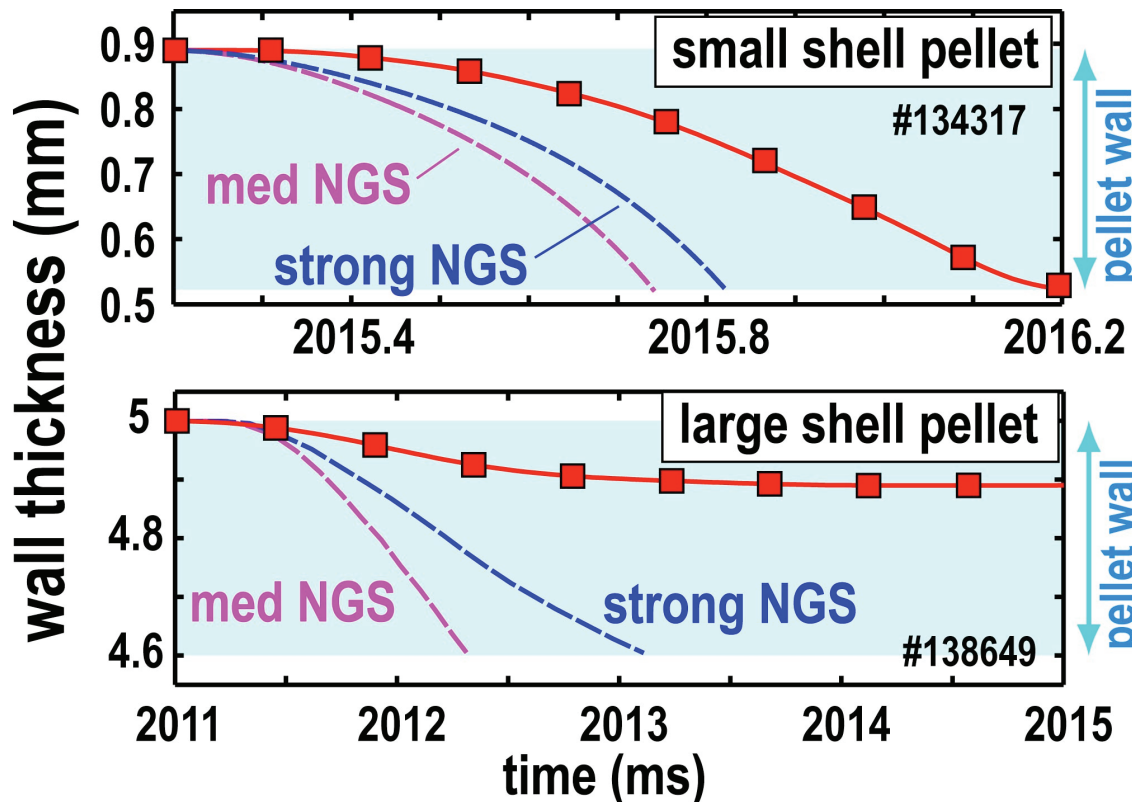 wall thickness (mm)
0.9
0.8
0.7
0.6
0.5
small shell pellet
#134317
med NGS
strong NGS
pellet wall
2015.4
2015.8
2016.2
5
4.8
4.6
large shell pellet
med NGS
strong NGS
#138649
pellet wall
2011
2012
2013
2014
2015
time (ms)